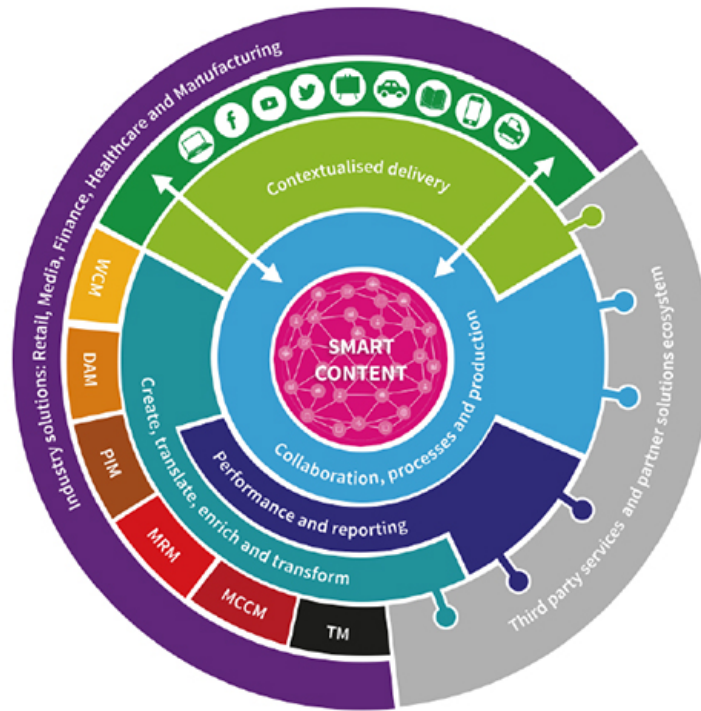 Industry solutions: Retail, Media, Finance, Healthcare and Manufacturing
Contextualised delivery
SMART
CONTENT
Collaboration, processes and production
Performance and reporting
Create, translate, enrich and transform
WCM
DAM
PIM
MRM
MCCM
TM
Third party services and partner solutions ecosystem